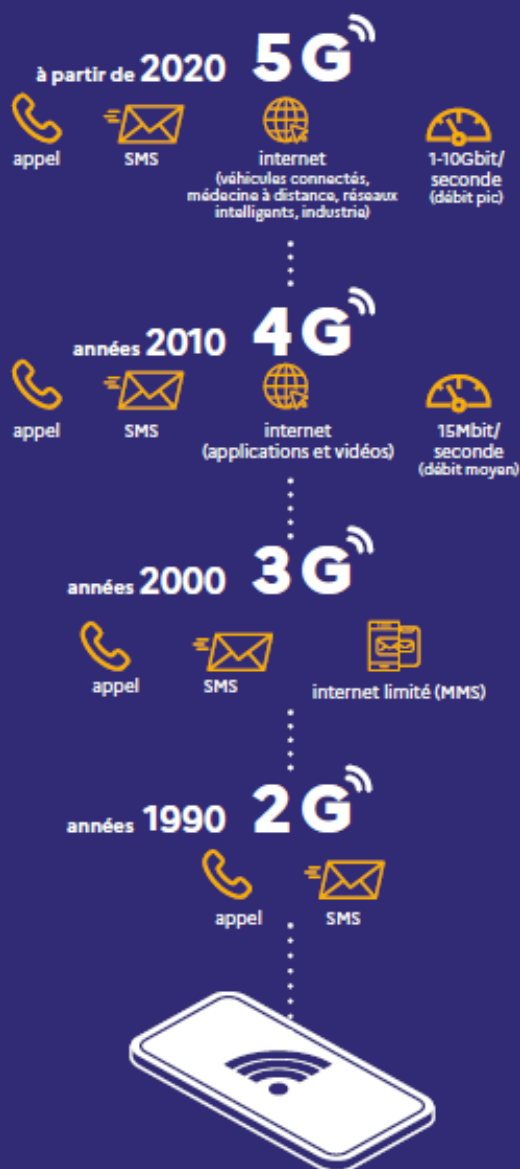 à partir de 2020 5G
appel
SMS
internet
(véhicules connectés,
médecine à distance, réseaux
intelligents, industrie)
1-10Gbit/
seconde
(débit pic)
années 2010 4G
appel
SMS
internet
(applications et vidéos)
15Mbit/
seconde
(débit moyen)
années 2000 3G
appel
SMS
internet limité (MMS)
années 1990 2G
appel
SMS